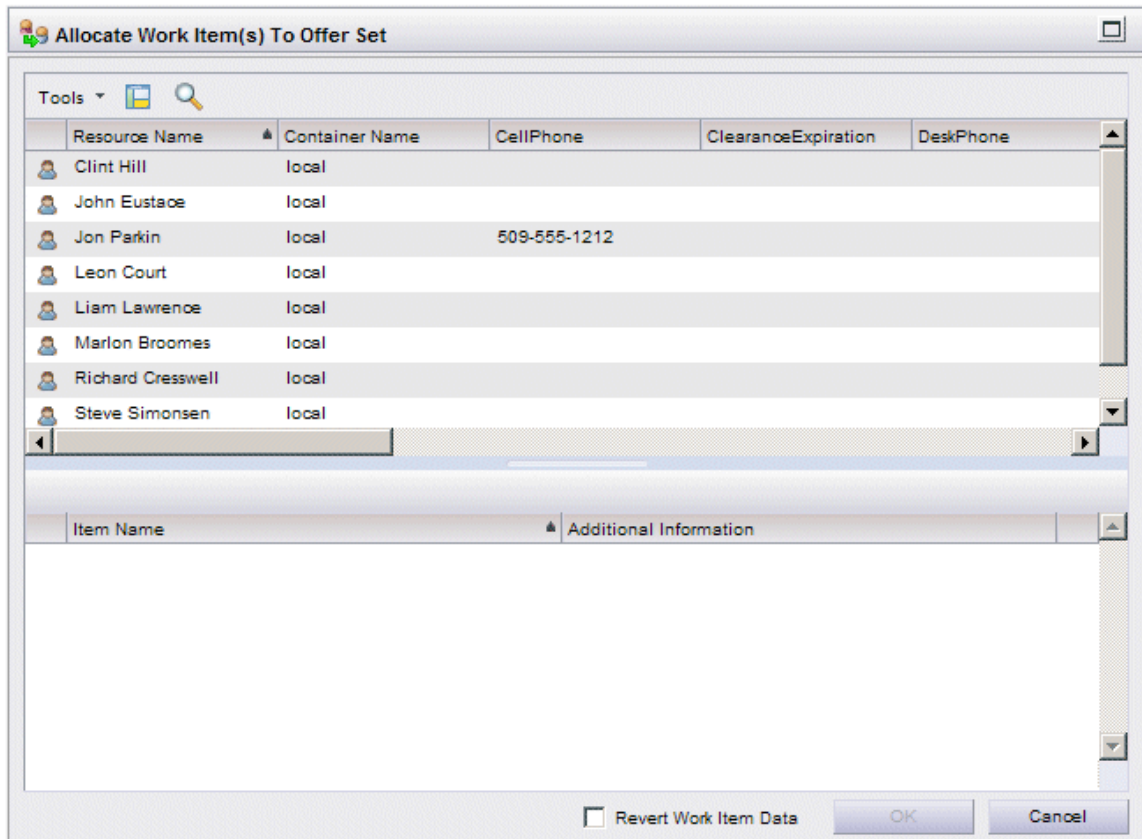 Allocate Work Item(s) To Offer Set
Tools
Resource Name Container Name CellPhone ClearanceExpiration DeskPhone
Clint Hill local
John Eustace local
Jon Parkin local 509-555-1212
Leon Court local
Liam Lawrence local
Marlon Broomes local
Richard Cresswell local
Steve Simonsen local
Item Name Additional Information
Revert Work Item Data OK Cancel